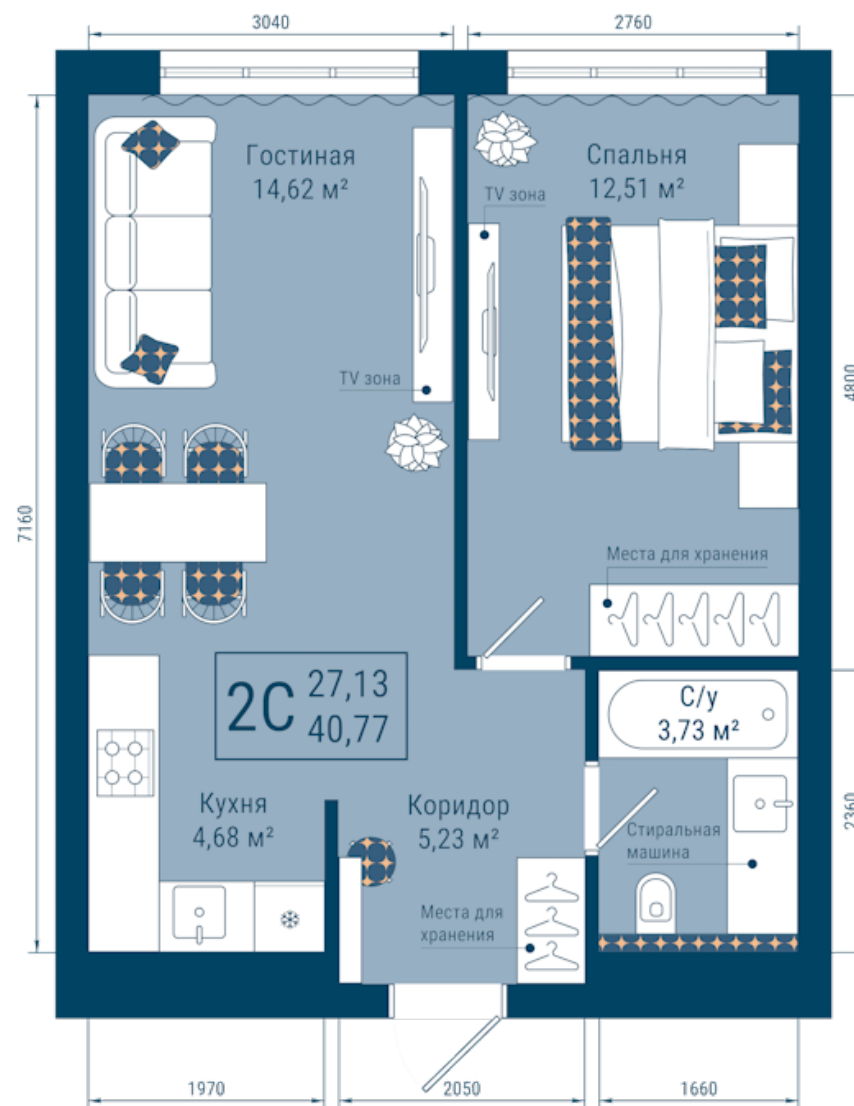 3040
2760
Гостиная
14,62 м²
Спальня
12,51 м²
TV зона
TV зона
4800
7160
Места для хранения
2С
27,13
40,77
С/у
3,73 м²
Кухня
4,68 м²
Коридор
5,23 м²
Стиральная
машина
2360
Места для
хранения
1970
2050
1660